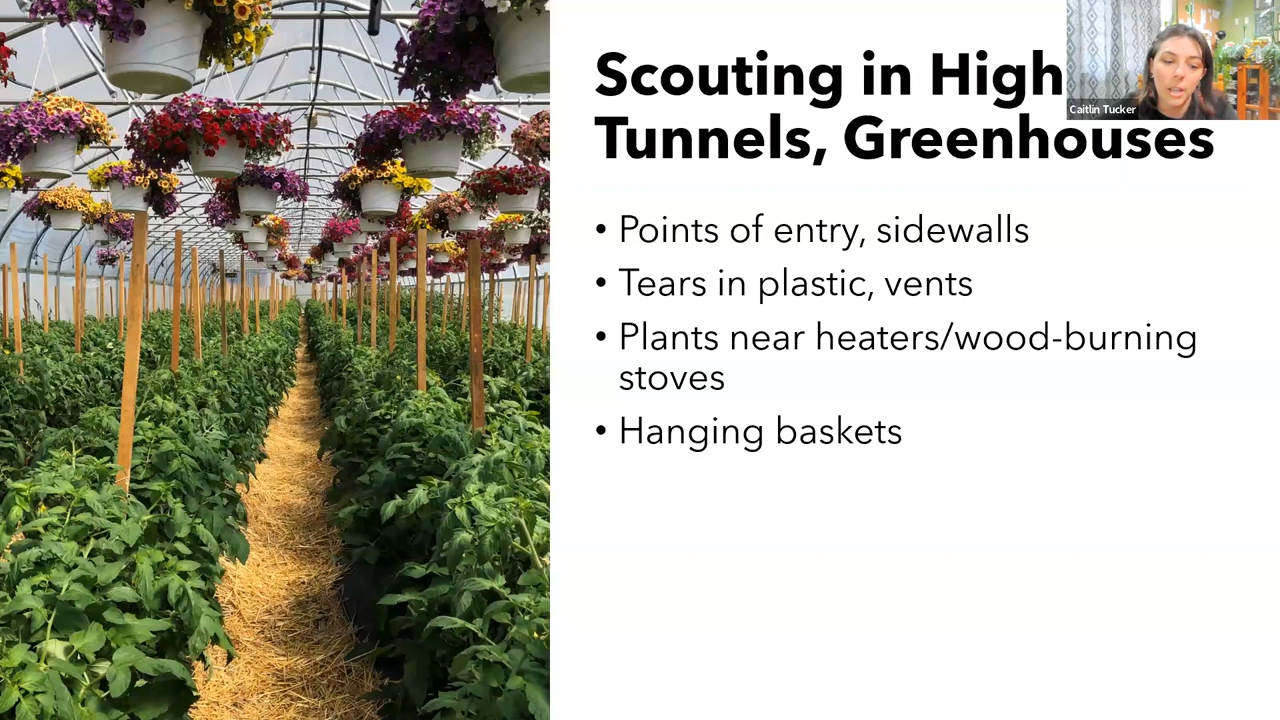 Scouting in High
Tunnels, Greenhouses
Caitlin Tucker
• Points of entry, sidewalls
• Tears in plastic, vents
• Plants near heaters/wood-burning
stoves
• Hanging baskets